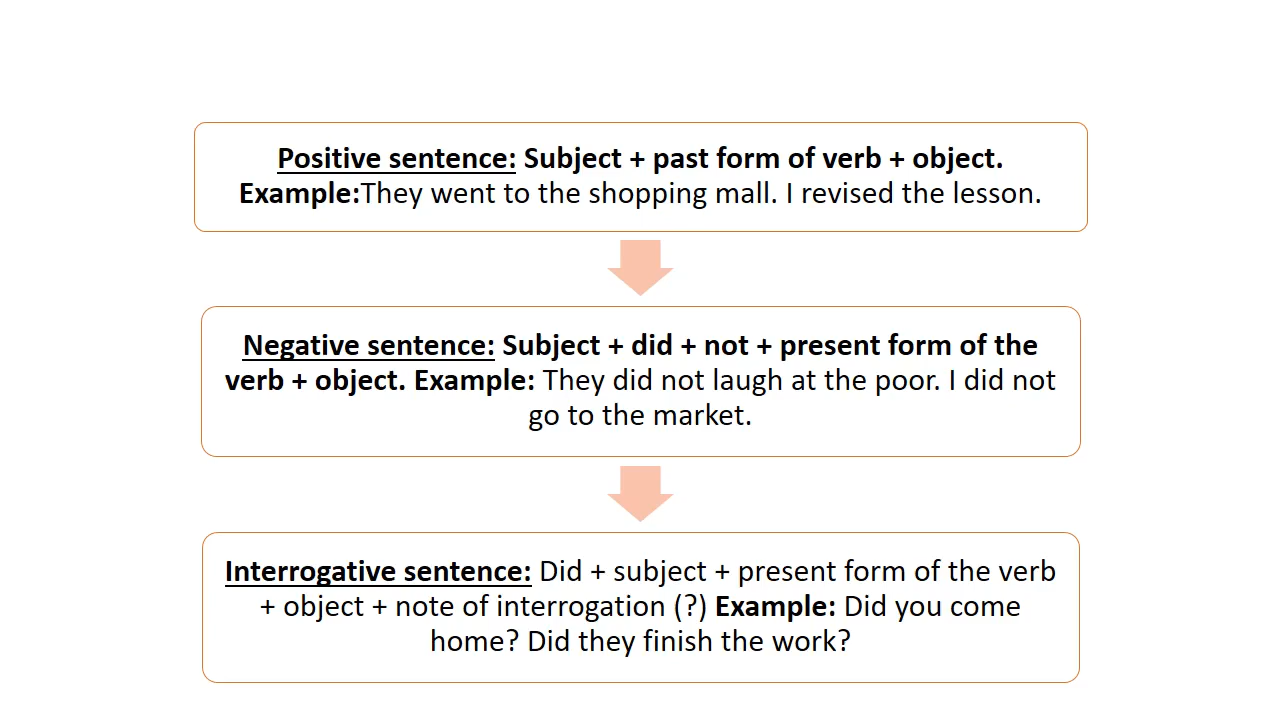 Positive sentence: Subject + past form of verb + object.
Example:They went to the shopping mall. I revised the lesson.
Negative sentence: Subject + did + not + present form of the
verb + object. Example: They did not laugh at the poor. I did not
go to the market.
Interrogative sentence: Did + subject + present form of the verb
+ object + note of interrogation (?) Example: Did you come
home? Did they finish the work?